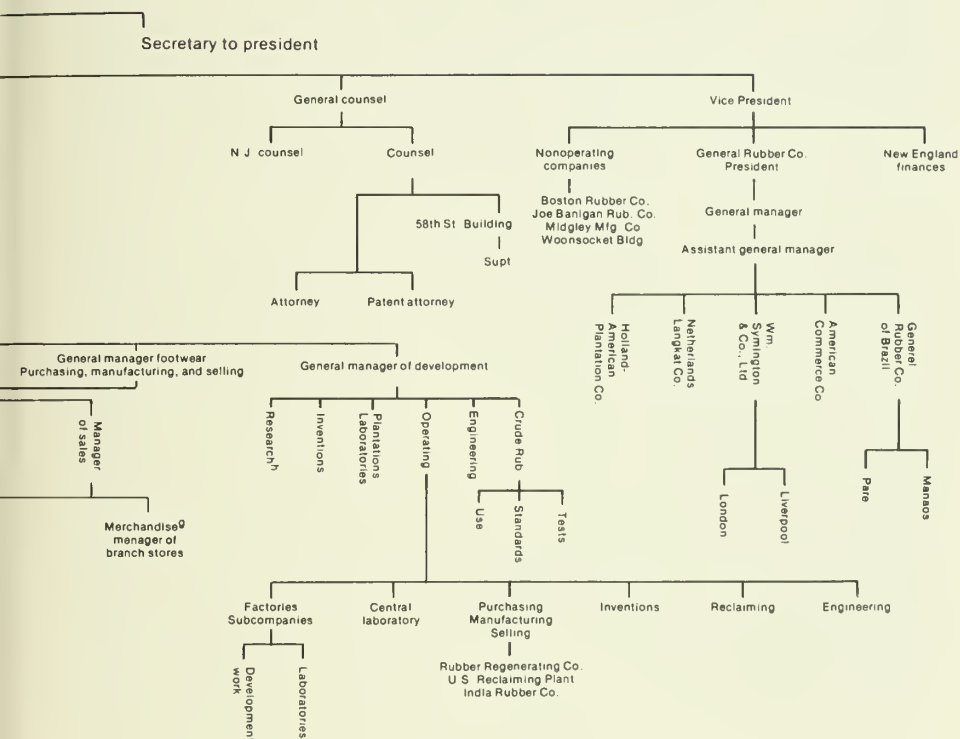 Secretary to president
General counsel
Vice President
N J counsel
Counsel
Nonoperating
companies
General Rubber Co.
President
New England
finances
Boston Rubber Co.
Joe Banigan Rub. Co.
Midgley Mfg Co
Woonsocket Bldg
General manager
58th St Building
Supt
Assistant general manager
Attorney
Patent attorney
Holland-
American
Plantation Co.
Netherlands
Langkat Co.
Wm.
Symington
& Co., Ltd
American
Commerce Co
General
Rubber Co.
of Brazil
London
Liverpool
Pare
Manaos
General manager footwear
Purchasing, manufacturing, and selling
General manager of development
Manager
of sales
Research h
Inventions
Plantations
Laboratories
Operating
Engineering
Crude Rub
Use
Standards
Tests
Merchandise g
menager of
branch stores
Factories
Subcompanies
Central
laboratory
Purchasing
Manufacturing
Selling
Inventions
Reclaiming
Engineering
Rubber Regenerating Co.
U S Reclaiming Plant
India Rubber Co.
Developmen
work
Laboratories